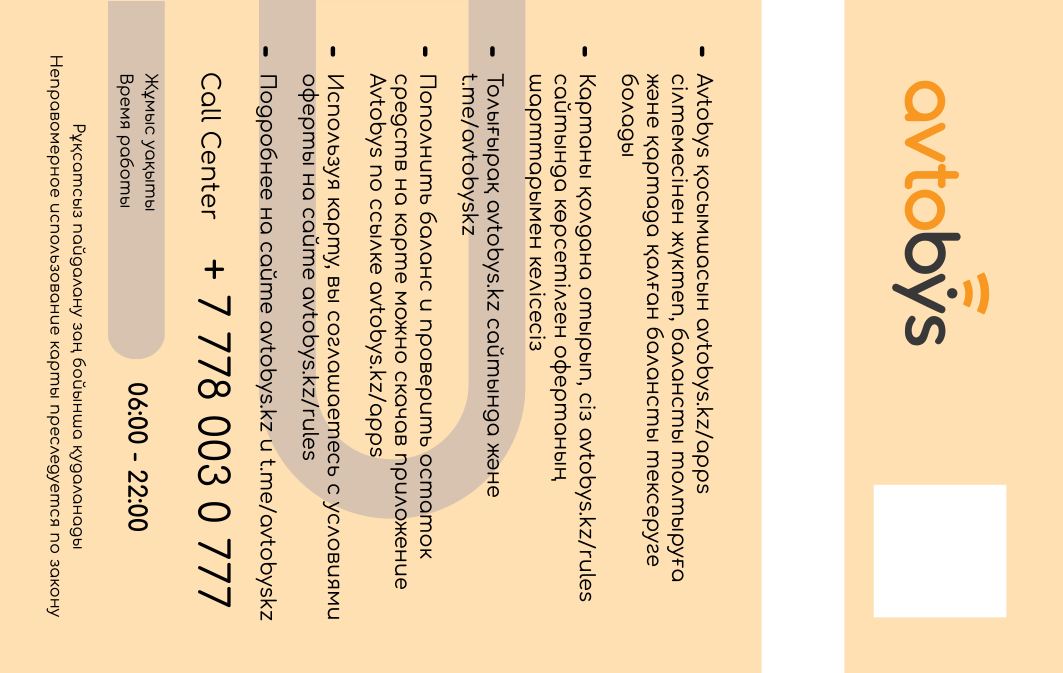 avtobys
- Avtobys қосымшасын avtobys.kz/apps
сілтемесінен жүктеп, балансты толтыруға
және қартада қалған балансты тексеруге
болады
- Картаны қолдана отырып, сіз avtobys.kz/rules
сайтында көрсетілген офертаның
шарттарымен келісесіз
- Толығырақ avtobys.kz сайтында және
t.me/avtobyskz
- Пополнить баланс и проверить остаток
средств на карте можно скачав приложение
Avtobys по ссылке avtobys.kz/apps
- Используя карту, вы соглашаетесь с условиями
оферты на сайте avtobys.kz/rules
- Подробнее на сайте avtobys.kz и t.me/avtobyskz
Call Center + 7 778 003 0 777
Жұмыс уақыты
Время работы
06:00 - 22:00
Рұқсатсыз пайдалану заң бойынша қудаланады
Неправомерное использование карты преследуется по закону